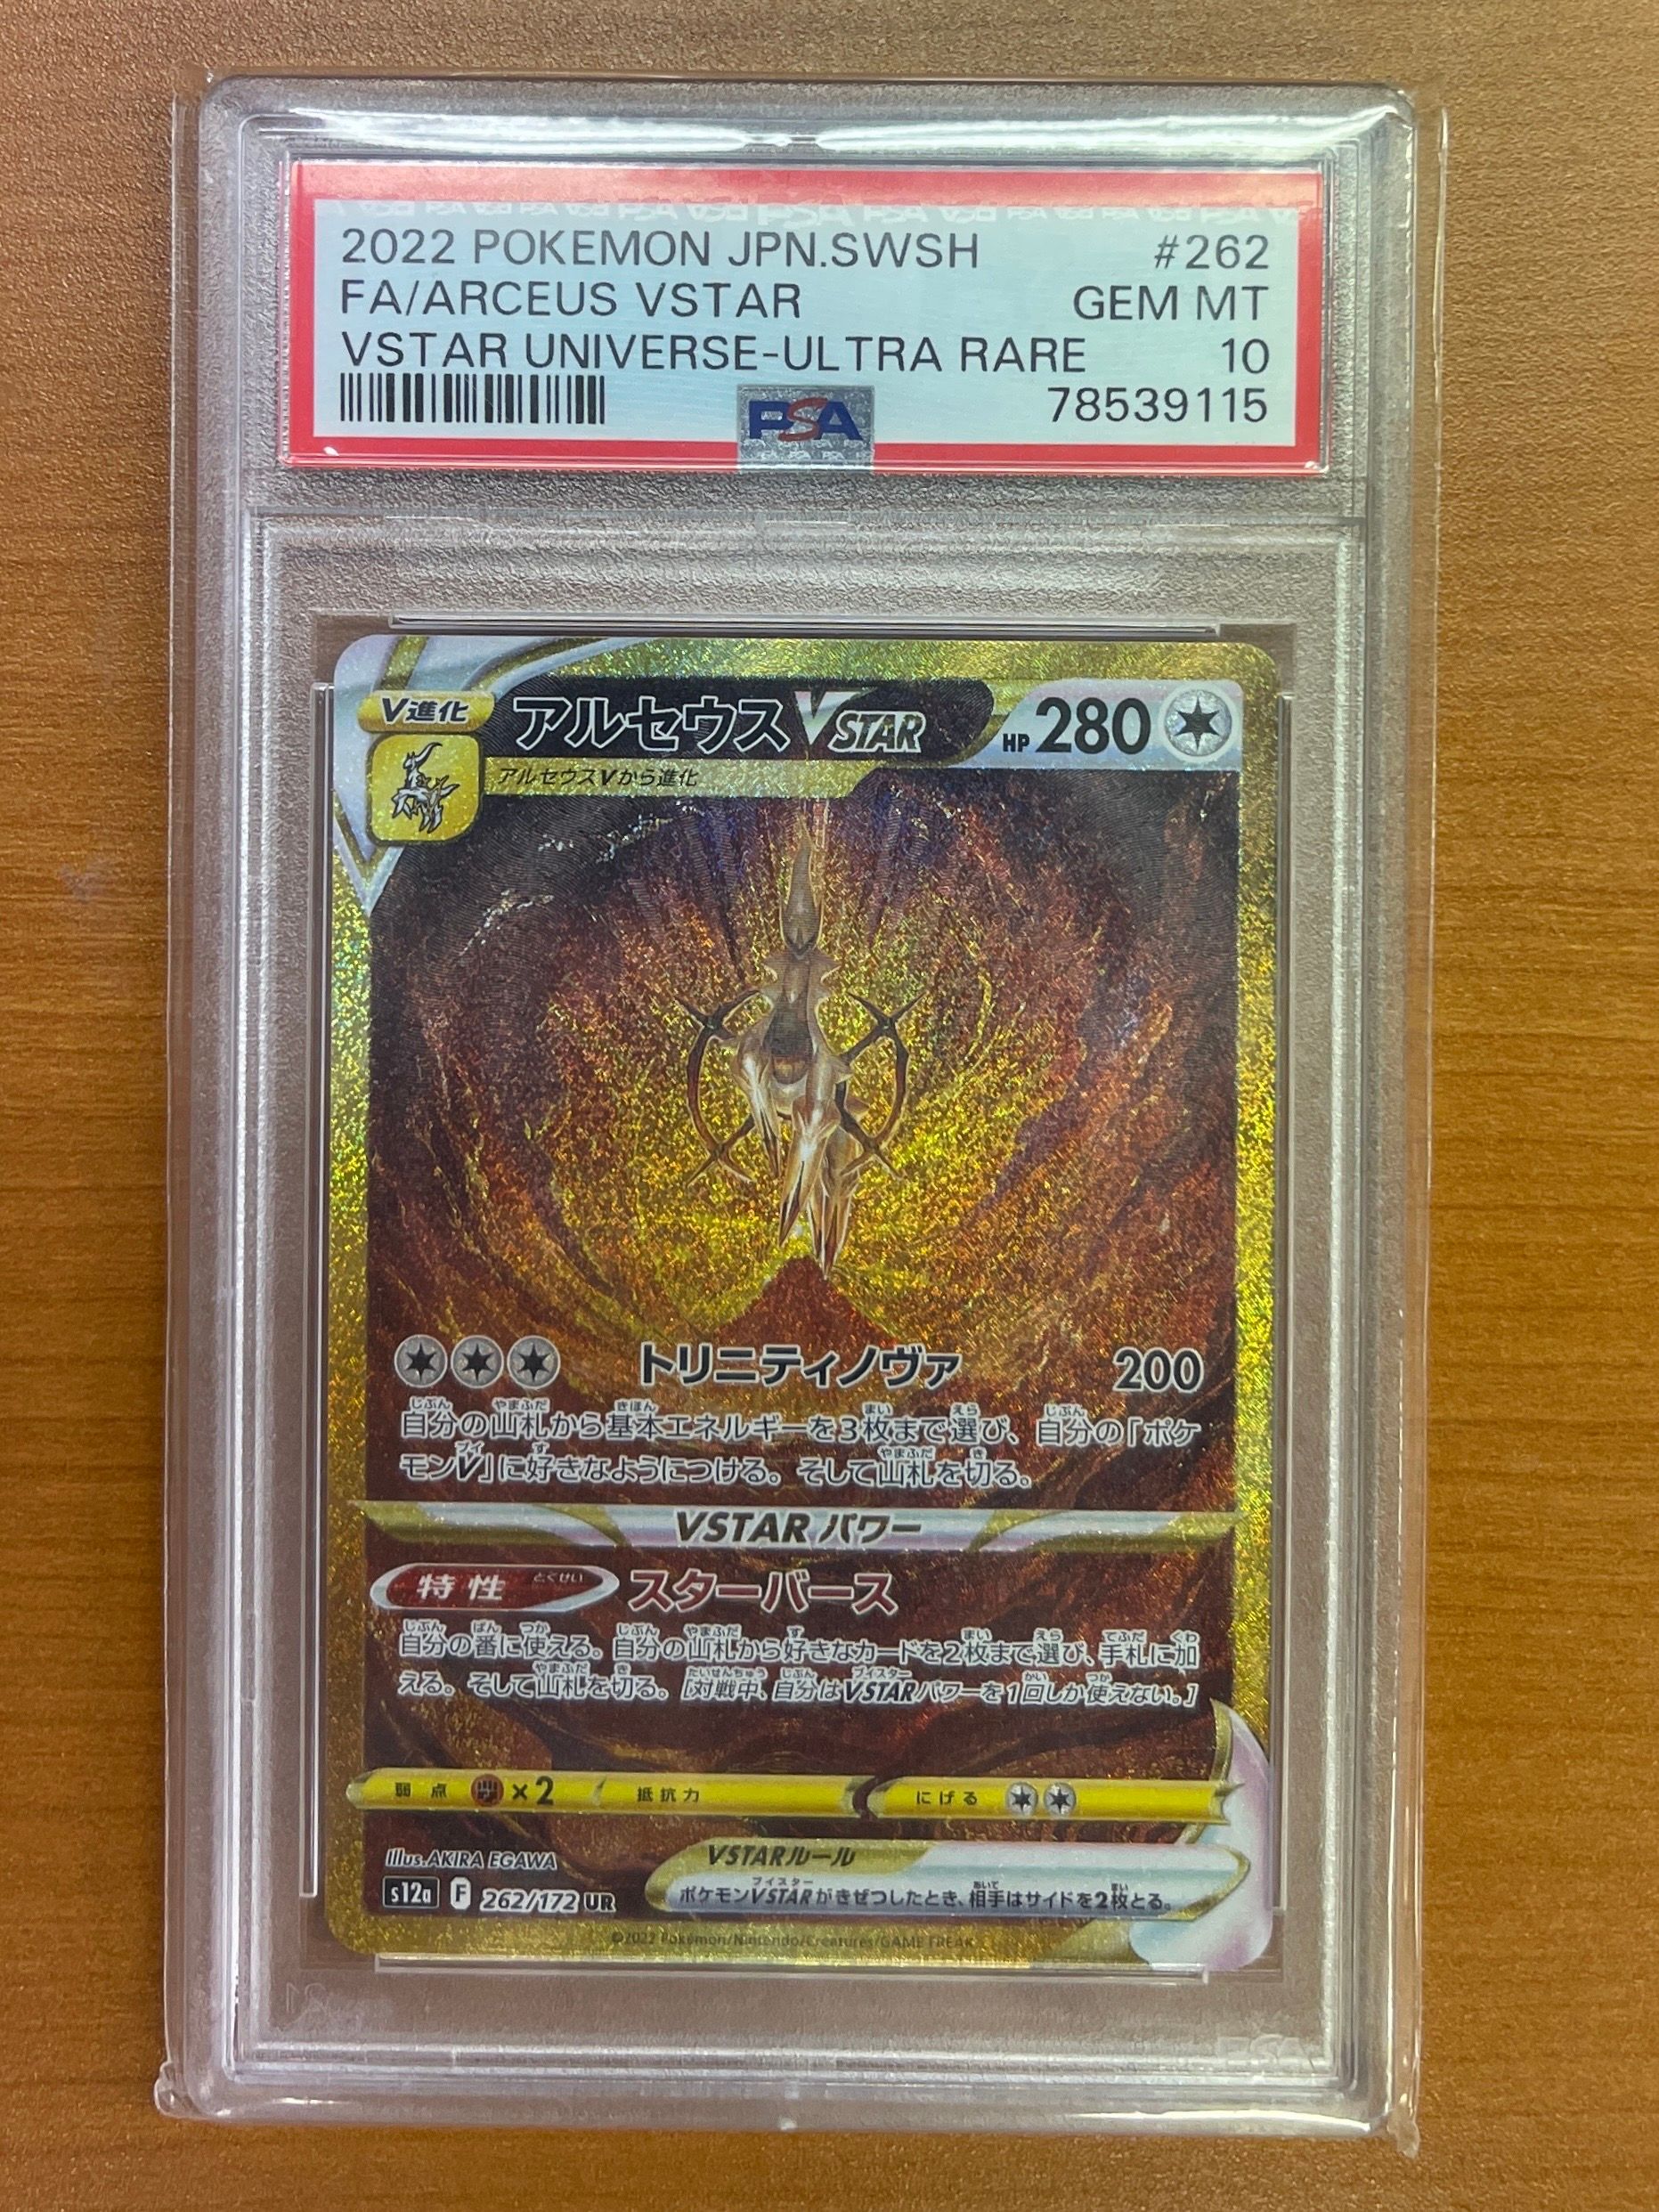 2022 POKEMON JPN.SWSH #262
FA/ARCEUS VSTAR GEM MT
VSTAR UNIVERSE-ULTRA RARE 10
78539115
PSA
V進化 アルセウスVSTAR HP 280
アルセウスVから進化
トリニティノヴァ 200
自分の山札から基本エネルギーを3枚まで選び、自分の「ポケ
モンV」に好きなようにつける。そして山札を切る。
VSTARパワー
特性 とくせい スターバース
自分の番に使える。自分の山札から好きなカードを2枚まで選び、手札に加
える。そして山札を切る。[対戦中、自分はVSTARパワーを1回しか使えない。]
弱点 ×2 抵抗力 にげる
Illus.AKIRA EGAWA
VSTARルール
s12a F 262/172 UR
ポケモンVSTARがきぜつしたとき、相手はサイドを2枚とる。
©2022 Pokémon/Nintendo/Creatures/GAME FREAK